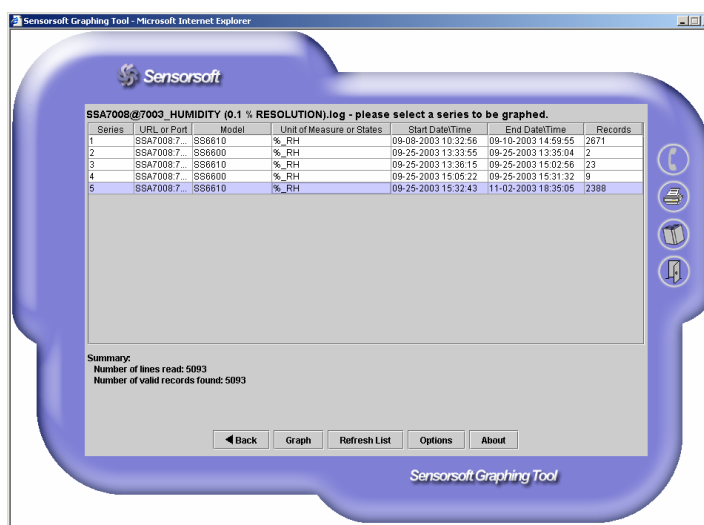 Sensorsoft Graphing Tool - Microsoft Internet Explorer
Sensorsoft
SSA7008@7003_HUMIDITY (0.1 % RESOLUTION).log - please select a series to be graphed.
Series URL or Port Model Unit of Measure or States Start Date\Time End Date\Time Records
1 SSA7008:7... SS6610 %_RH 09-08-2003 10:32:56 09-10-2003 14:59:55 2671
2 SSA7008:7... SS6600 %_RH 09-25-2003 13:33:55 09-25-2003 13:35:04 2
3 SSA7008:7... SS6610 %_RH 09-25-2003 13:36:15 09-25-2003 15:02:56 23
4 SSA7008:7... SS6600 %_RH 09-25-2003 15:05:22 09-25-2003 15:31:32 9
5 SSA7008:7... SS6610 %_RH 09-25-2003 15:32:43 11-02-2003 18:35:05 2388
Summary:
Number of lines read: 5093
Number of valid records found: 5093
Back Graph Refresh List Options About
Sensorsoft Graphing Tool